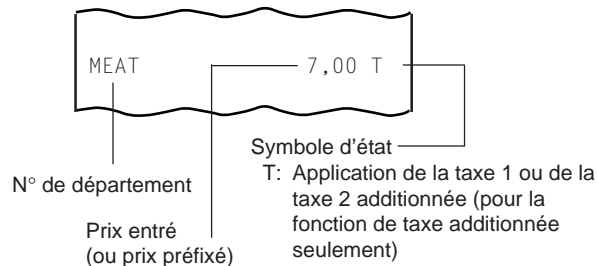 MEAT 7,00 T
Symbole d'état
T: Application de la taxe 1 ou de la
taxe 2 additionnée (pour la
fonction de taxe additionnée
seulement)
N° de département
Prix entré
(ou prix préfixé)